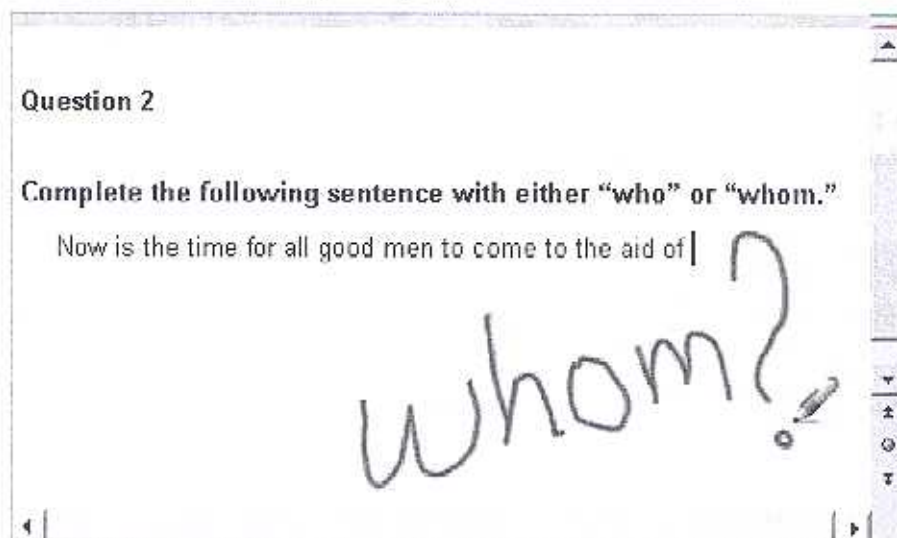 Question 2
Complete the following sentence with either “who” or “whom.”
Now is the time for all good men to come to the aid of
whom?